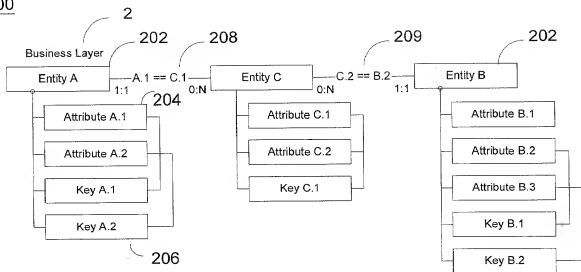 00
2
Business Layer
202
208
209
202
Entity A
A.1 == C.1
Entity C
C.2 == B.2
Entity B
1:1
0:N
0:N
1:1
204
Attribute A.1
Attribute C.1
Attribute B.1
Attribute A.2
Attribute C.2
Attribute B.2
Key A.1
Key C.1
Attribute B.3
Key A.2
Key B.1
206
Key B.2